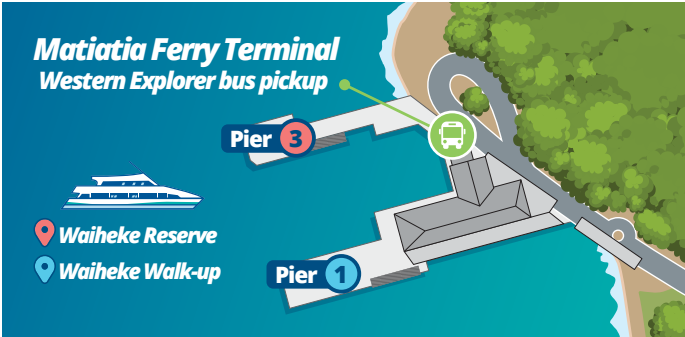 Matiatia Ferry Terminal
Western Explorer bus pickup
Pier 3
Waiheke Reserve
Waiheke Walk-up
Pier 1